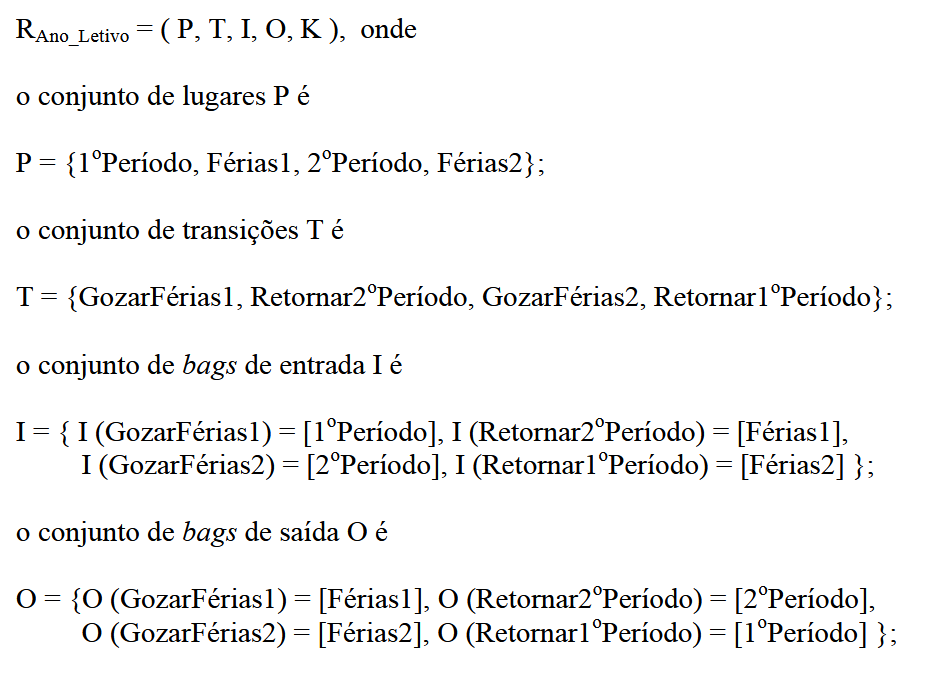 R_Ano_Letivo = ( P, T, I, O, K ), onde
o conjunto de lugares P é
P = {1ºPeríodo, Férias1, 2ºPeríodo, Férias2};
o conjunto de transições T é
T = {GozarFérias1, Retornar2ºPeríodo, GozarFérias2, Retornar1ºPeríodo};
o conjunto de bags de entrada I é
I = { I (GozarFérias1) = [1ºPeríodo], I (Retornar2ºPeríodo) = [Férias1],
I (GozarFérias2) = [2ºPeríodo], I (Retornar1ºPeríodo) = [Férias2] };
o conjunto de bags de saída O é
O = {O (GozarFérias1) = [Férias1], O (Retornar2ºPeríodo) = [2ºPeríodo],
O (GozarFérias2) = [Férias2], O (Retornar1ºPeríodo) = [1ºPeríodo] };